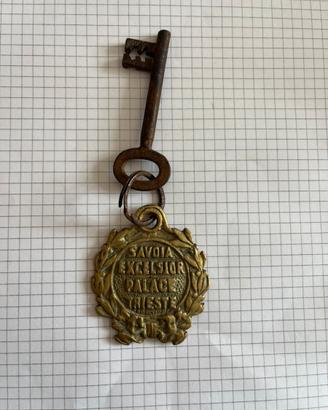 SAVOIA
EXCELSIOR
PALACE
TRIESTE